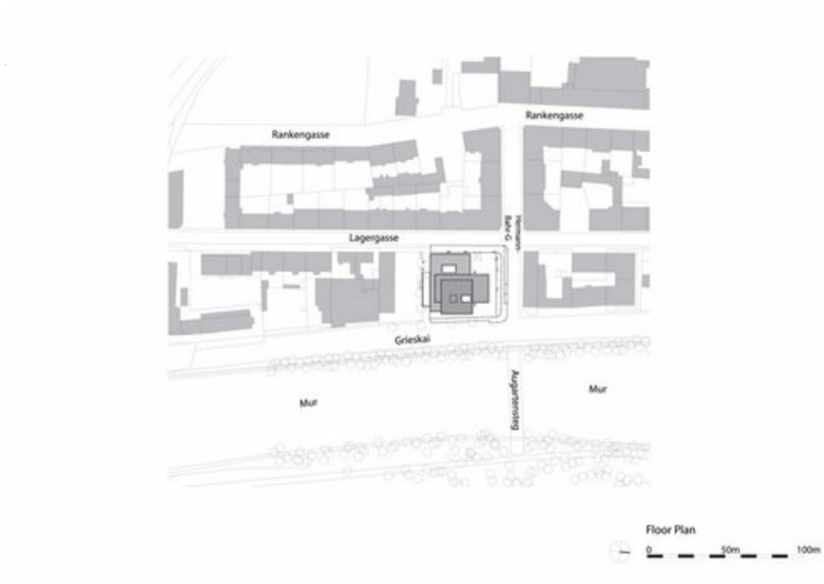 Rankengasse
Rankengasse
Hermann-
Bahr-G.
Lagergasse
Grieskai
Mur
Augartensteg
Mur
Floor Plan
0 50m 100m